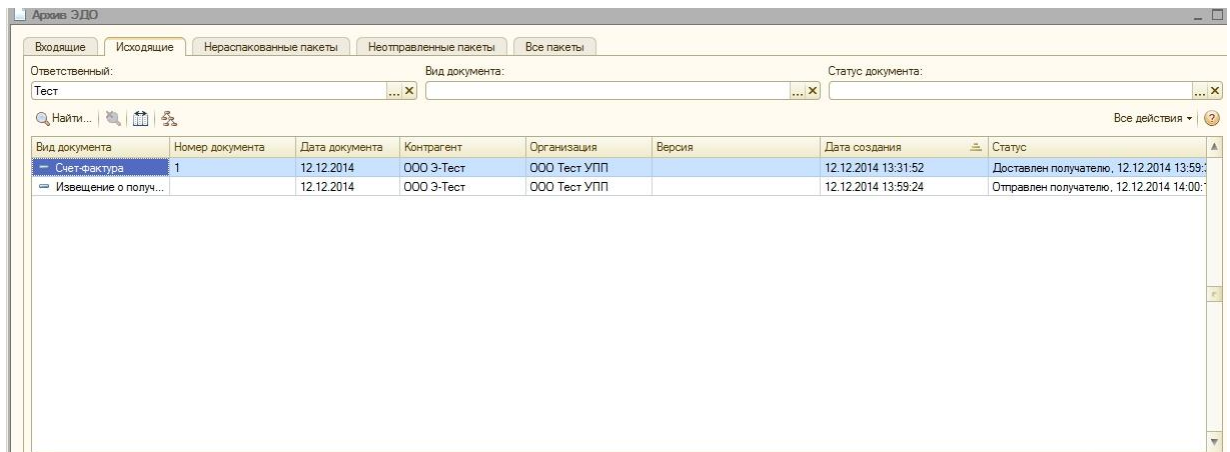 Архив ЭДО
Входящие Исходящие Нераспакованные пакеты Неотправленные пакеты Все пакеты
Ответственный: Вид документа: Статус документа:
Тест ... ...  ...
Найти... Все действия
Вид документа Номер документа Дата документа Контрагент Организация Версия Дата создания Статус
Счет-фактура 1 12.12.2014 ООО Э-Тест ООО Тест УПП 12.12.2014 13:31:52 Доставлен получателю, 12.12.2014 13:59:
Извещение о получ... 12.12.2014 ООО Э-Тест ООО Тест УПП 12.12.2014 13:59:24 Отправлен получателю, 12.12.2014 14:00: